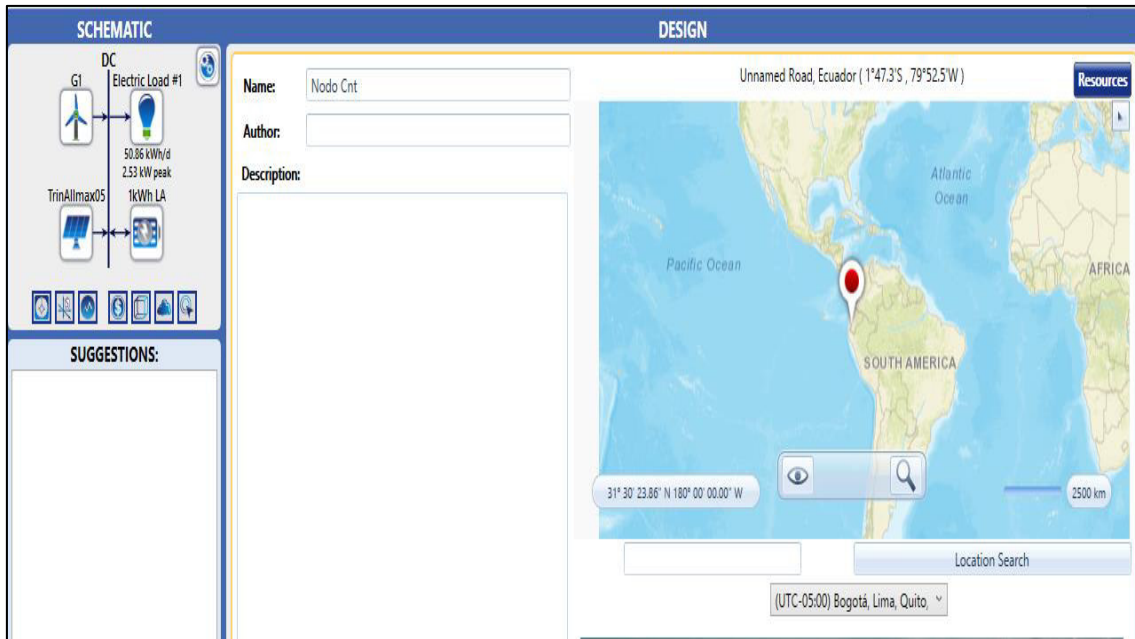 SCHEMATIC
DC
G1
Electric Load #1
50.86 kWh/d
2.53 kW peak
TrinAllmax05
1kWh LA
SUGGESTIONS:
DESIGN
Name:
Nodo Cnt
Author:
Description:
Unnamed Road, Ecuador ( 1°47.3'S , 79°52.5'W )
Resources
Atlantic
Ocean
Pacific Ocean
AFRICA
SOUTH AMERICA
31° 30' 23.86" N 180° 00' 00.00" W
2500 km
Location Search
(UTC-05:00) Bogotá, Lima, Quito,